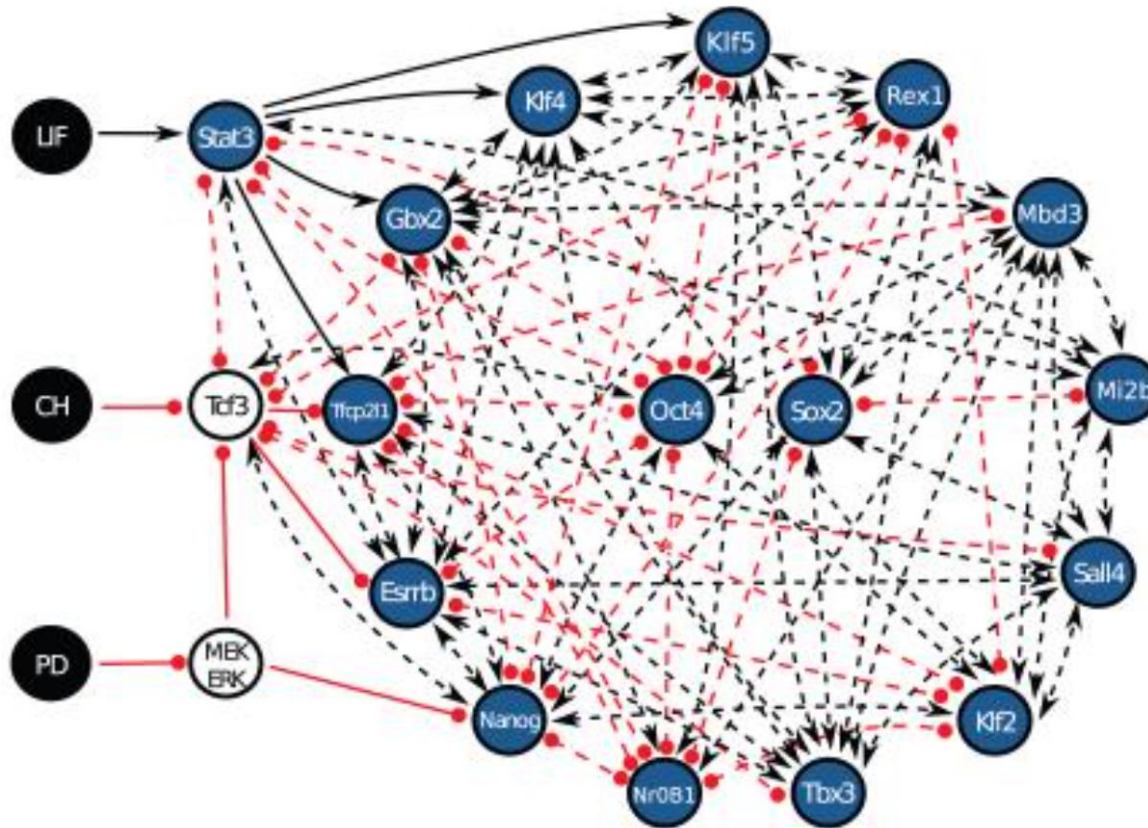 Klf5
Klf4
Rex1
LIF
Stat3
Gbx2
Mbd3
CH
Tcf3
Tfcp2l1
Oct4
Sox2
Mi2b
Esrrb
Sall4
PD
MEK
ERK
Nanog
Klf2
Nr0B1
Tbx3